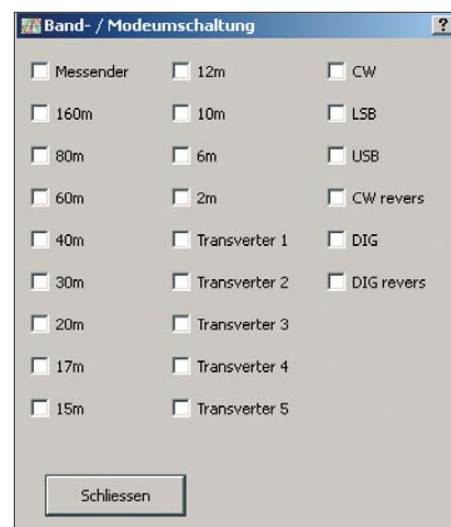 Band- / Modeumschaltung ?
Messender
160m
80m
60m
40m
30m
20m
17m
15m
12m
10m
6m
2m
Transverter 1
Transverter 2
Transverter 3
Transverter 4
Transverter 5
CW
LSB
USB
CW revers
DIG
DIG revers
Schliessen